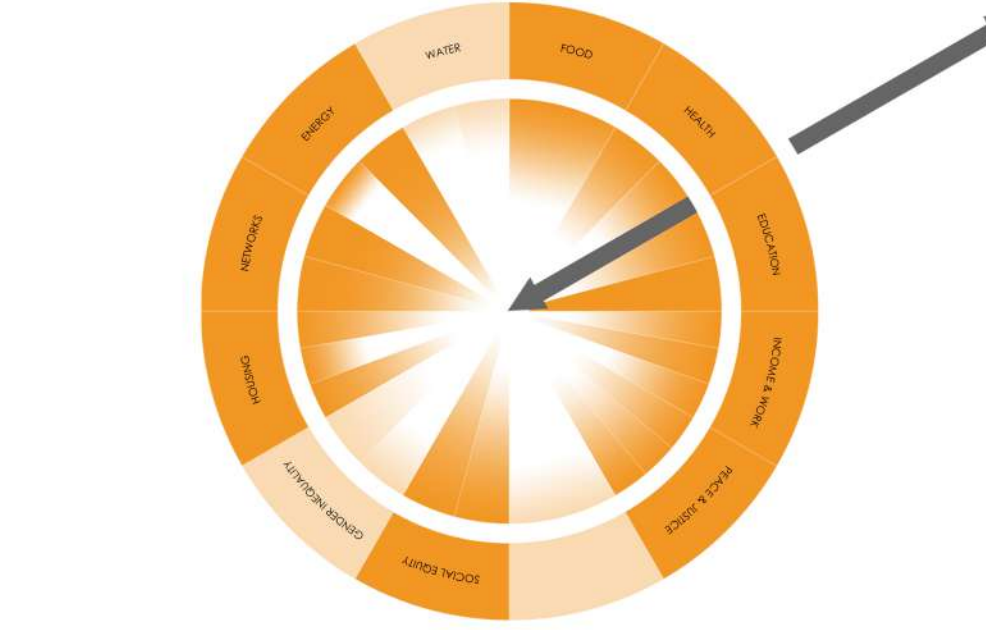 WATER
FOOD
HEALTH
EDUCATION
INCOME & WORK
PEACE & JUSTICE
SOCIAL EQUITY
GENDER INEQUALITY
HOUSING
NETWORKS
ENERGY